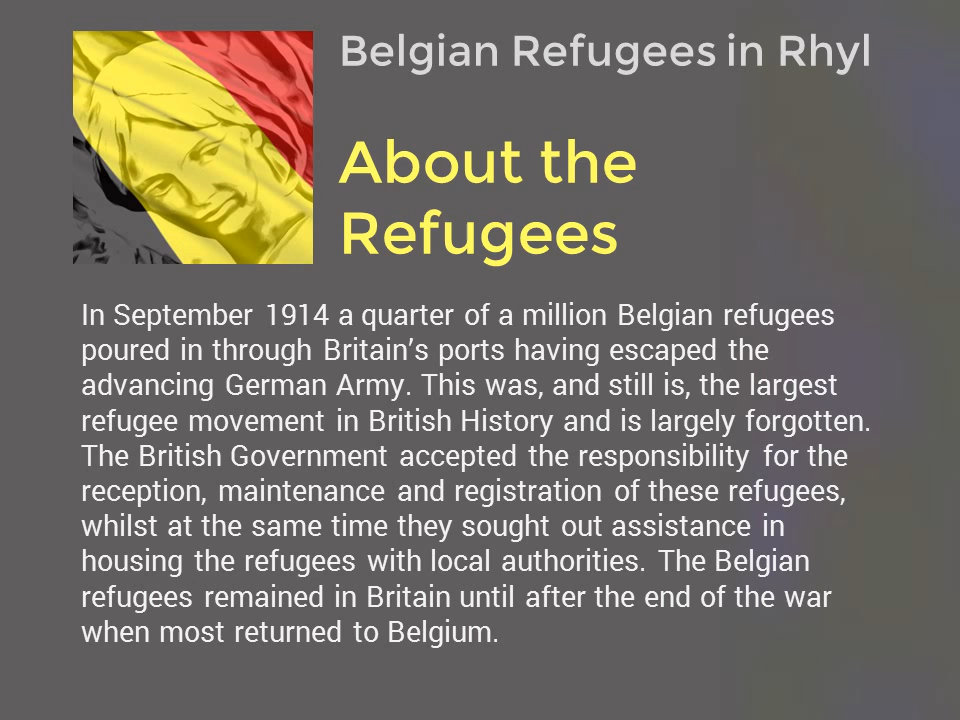 Belgian Refugees in Rhyl
About the
Refugees
In September 1914 a quarter of a million Belgian refugees
poured in through Britain’s ports having escaped the
advancing German Army. This was, and still is, the largest
refugee movement in British History and is largely forgotten.
The British Government accepted the responsibility for the
reception, maintenance and registration of these refugees,
whilst at the same time they sought out assistance in
housing the refugees with local authorities. The Belgian
refugees remained in Britain until after the end of the war
when most returned to Belgium.